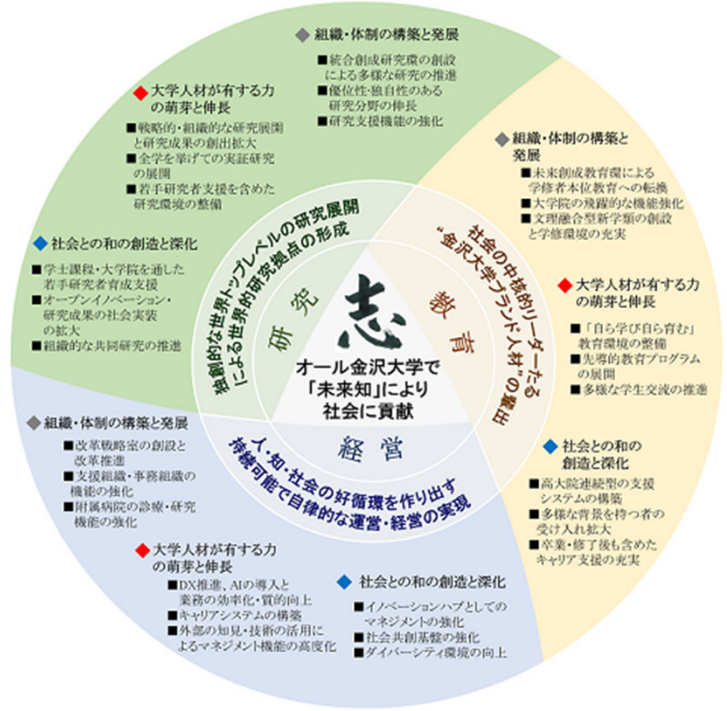 ◆組織・体制の構築と発展
■統合創成研究環の創設
による多様な研究の推進
■優位性・独自性のある
研究分野の伸長
■研究支援機能の強化
◆大学人材が有する力
の萌芽と伸長
■戦略的・組織的な研究展開
と研究成果の創出拡大
■全学を挙げての実証研究
の展開
■若手研究者支援を含めた
研究環境の整備
◆社会との和の創造と深化
■学士課程・大学院を通した
若手研究者育成支援
■オープンイノベーション・
研究成果の社会実装
の拡大
■組織的な共同研究の推進
独創的な世界トップレベルの研究展開
による世界的研究拠点の形成
研究
◆組織・体制の構築と
発展
■未来創成教育環による
学修者本位教育への転換
■大学院の飛躍的な機能強化
■文理融合型新学類の創設
と学修環境の充実
◆大学人材が有する力の
萌芽と伸長
■「自ら学び自ら育む」
教育環境の整備
■先導的教育プログラム
の展開
■多様な学生交流の推進
◆社会との和の
創造と深化
■高大院連続型の支援
システムの構築
■多様な背景を持つ者の
受け入れ拡大
■卒業・修了後も含めた
キャリア支援の充実
社会の中核的リーダーたる
“金沢大学ブランド人材”の輩出
教育
志
オール金沢大学で
「未来知」により
社会に貢献
経営
人・知・社会の好循環を作り出す
持続可能で自律的な運営・経営の実現
◆組織・体制の構築と発展
■改革戦略室の創設と
改革推進
■支援組織・事務組織の
機能の強化
■附属病院の診療・研究
機能の強化
◆大学人材が有する力
の萌芽と伸長
■DX推進、AIの導入と
業務の効率化・質的向上
■キャリアシステムの構築
■外部の知見・技術の活用に
よるマネジメント機能の高度化
◆社会との和の創造と深化
■イノベーションハブとしての
マネジメントの強化
■社会共創基盤の強化
■ダイバーシティ環境の向上